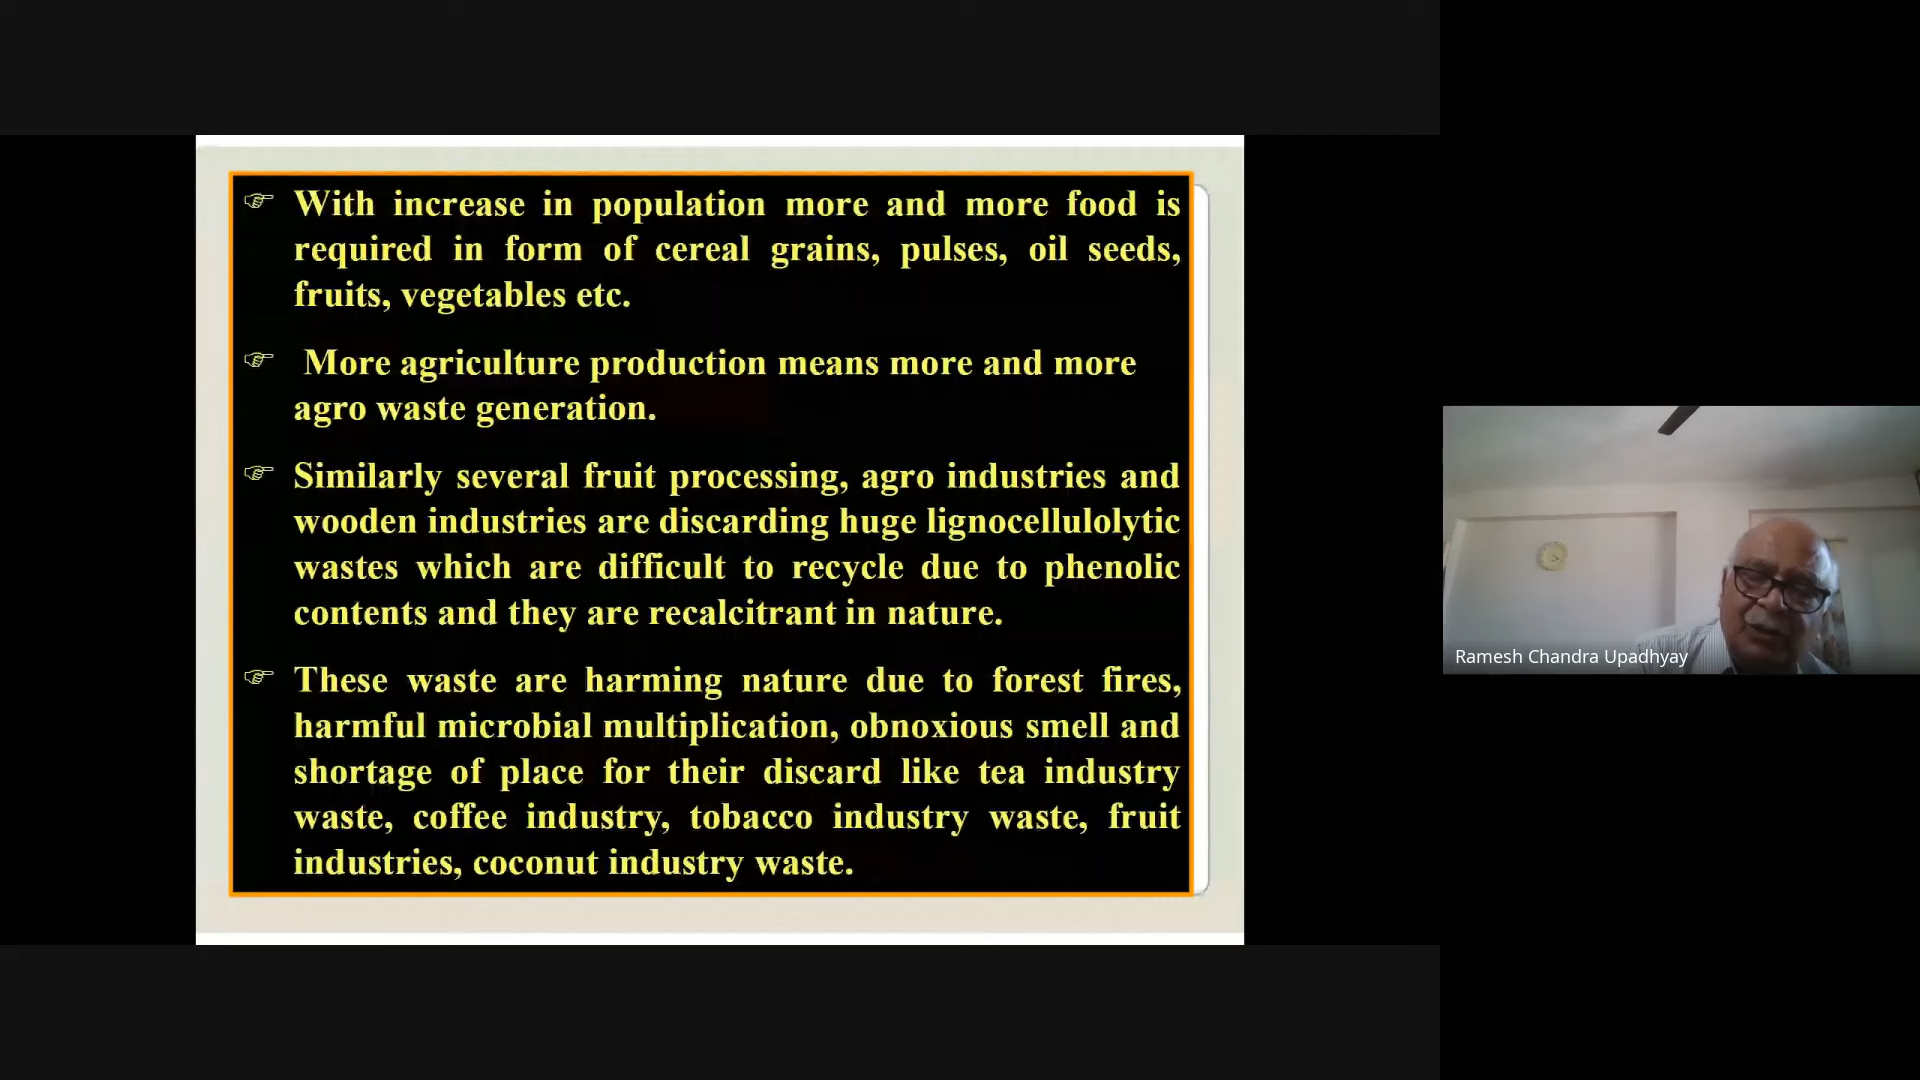 With increase in population more and more food is
required in form of cereal grains, pulses, oil seeds,
fruits, vegetables etc.
More agriculture production means more and more
agro waste generation.
Similarly several fruit processing, agro industries and
wooden industries are discarding huge lignocellulolytic
wastes which are difficult to recycle due to phenolic
contents and they are recalcitrant in nature.
These waste are harming nature due to forest fires,
harmful microbial multiplication, obnoxious smell and
shortage of place for their discard like tea industry
waste, coffee industry, tobacco industry waste, fruit
industries, coconut industry waste.
Ramesh Chandra Upadhyay